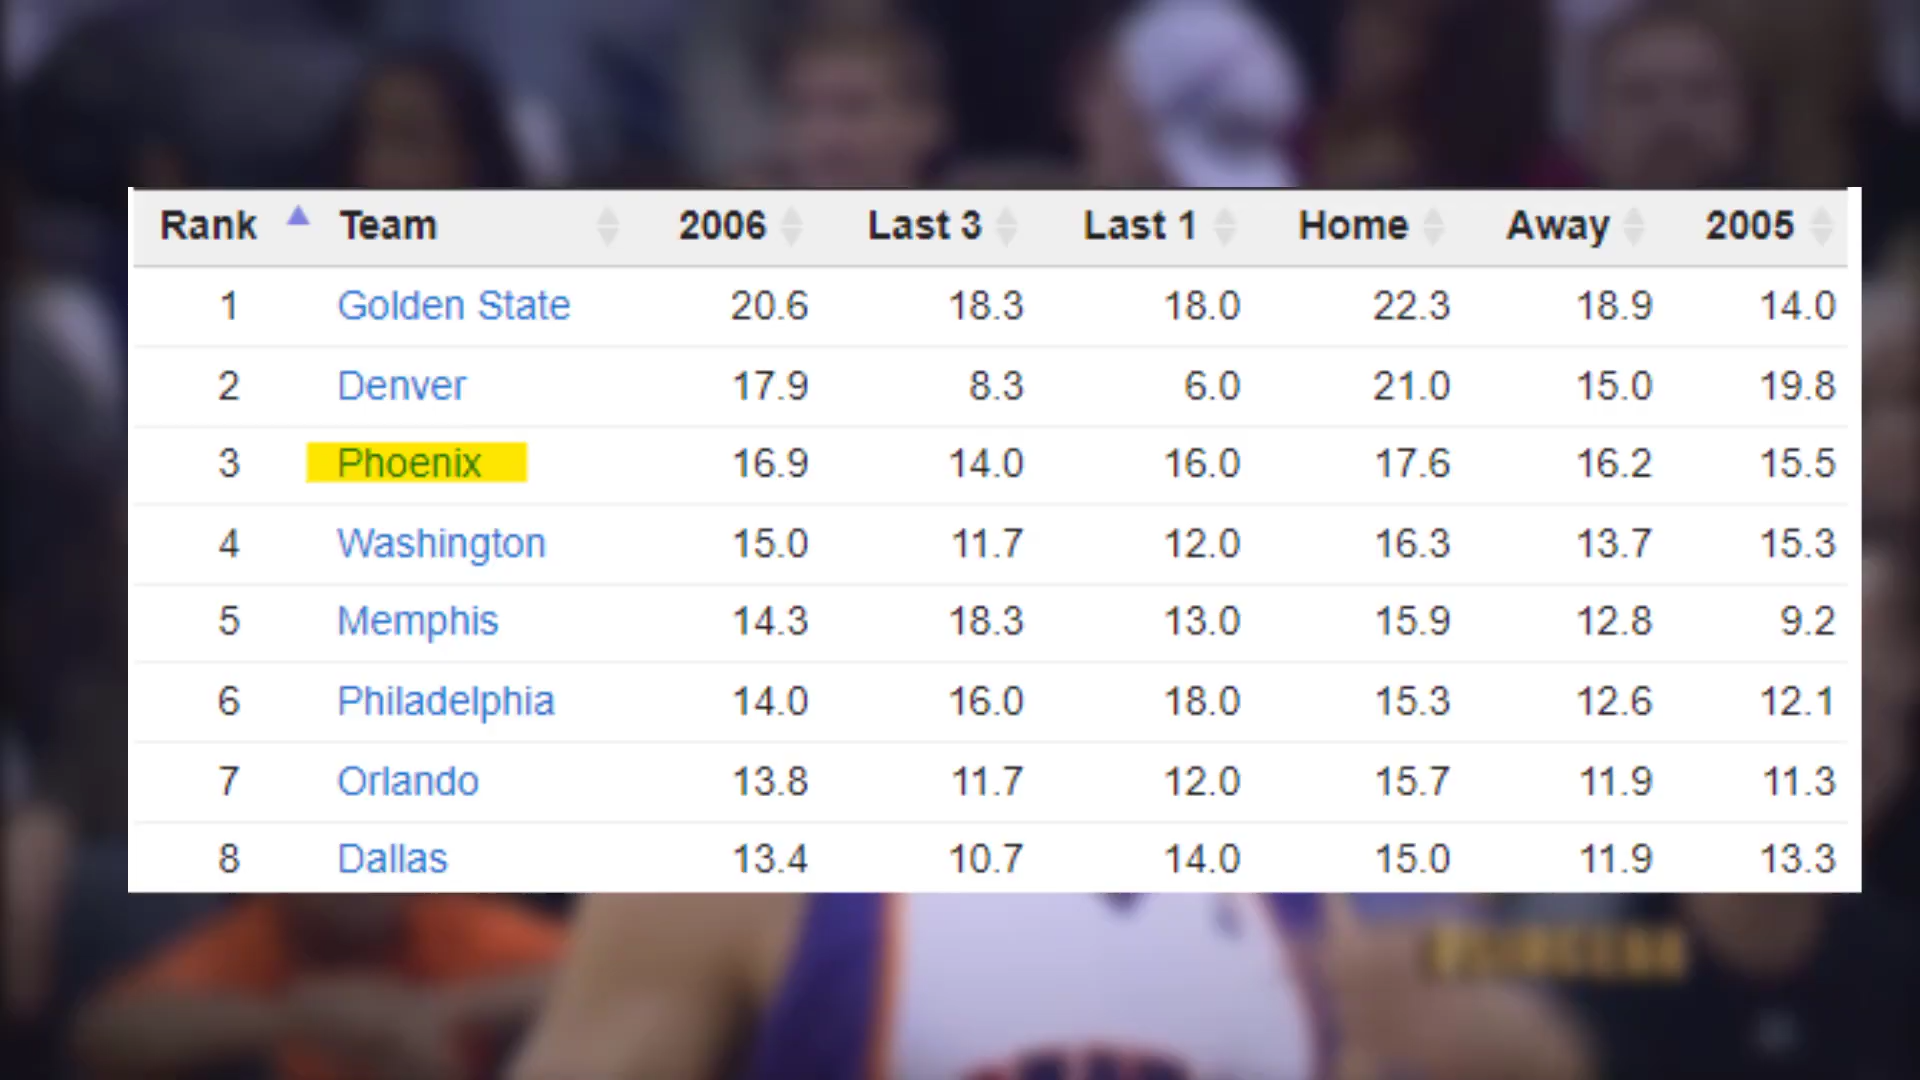 Rank Team 2006 Last 3 Last 1 Home Away 2005
1 Golden State 20.6 18.3 18.0 22.3 18.9 14.0
2 Denver 17.9 8.3 6.0 21.0 15.0 19.8
3 Phoenix 16.9 14.0 16.0 17.6 16.2 15.5
4 Washington 15.0 11.7 12.0 16.3 13.7 15.3
5 Memphis 14.3 18.3 13.0 15.9 12.8 9.2
6 Philadelphia 14.0 16.0 18.0 15.3 12.6 12.1
7 Orlando 13.8 11.7 12.0 15.7 11.9 11.3
8 Dallas 13.4 10.7 14.0 15.0 11.9 13.3